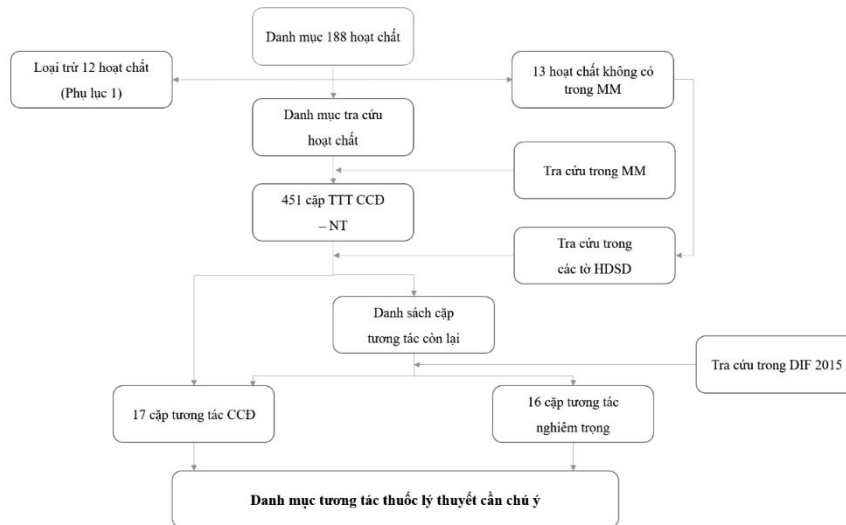 Danh mục 188 hoạt chất
Loại trừ 12 hoạt chất
(Phụ lục 1)
13 hoạt chất không có
trong MM
Danh mục tra cứu
hoạt chất
Tra cứu trong MM
451 cặp TTT CCĐ
– NT
Tra cứu trong
các tờ HDSD
Danh sách cặp
tương tác còn lại
Tra cứu trong DIF 2015
17 cặp tương tác CCĐ
16 cặp tương tác
nghiêm trọng
Danh mục tương tác thuốc lý thuyết cần chú ý